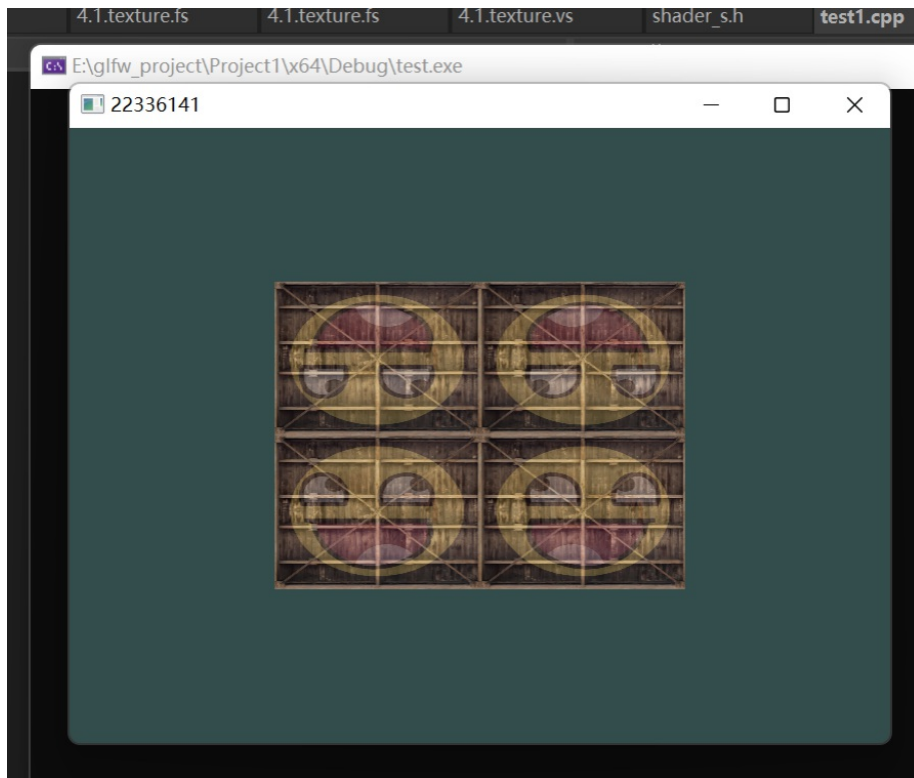 4.1.texture.fs 4.1.texture.fs 4.1.texture.vs shader_s.h test1.cpp
E:\glfw_project\Project1\x64\Debug\test.exe
22336141